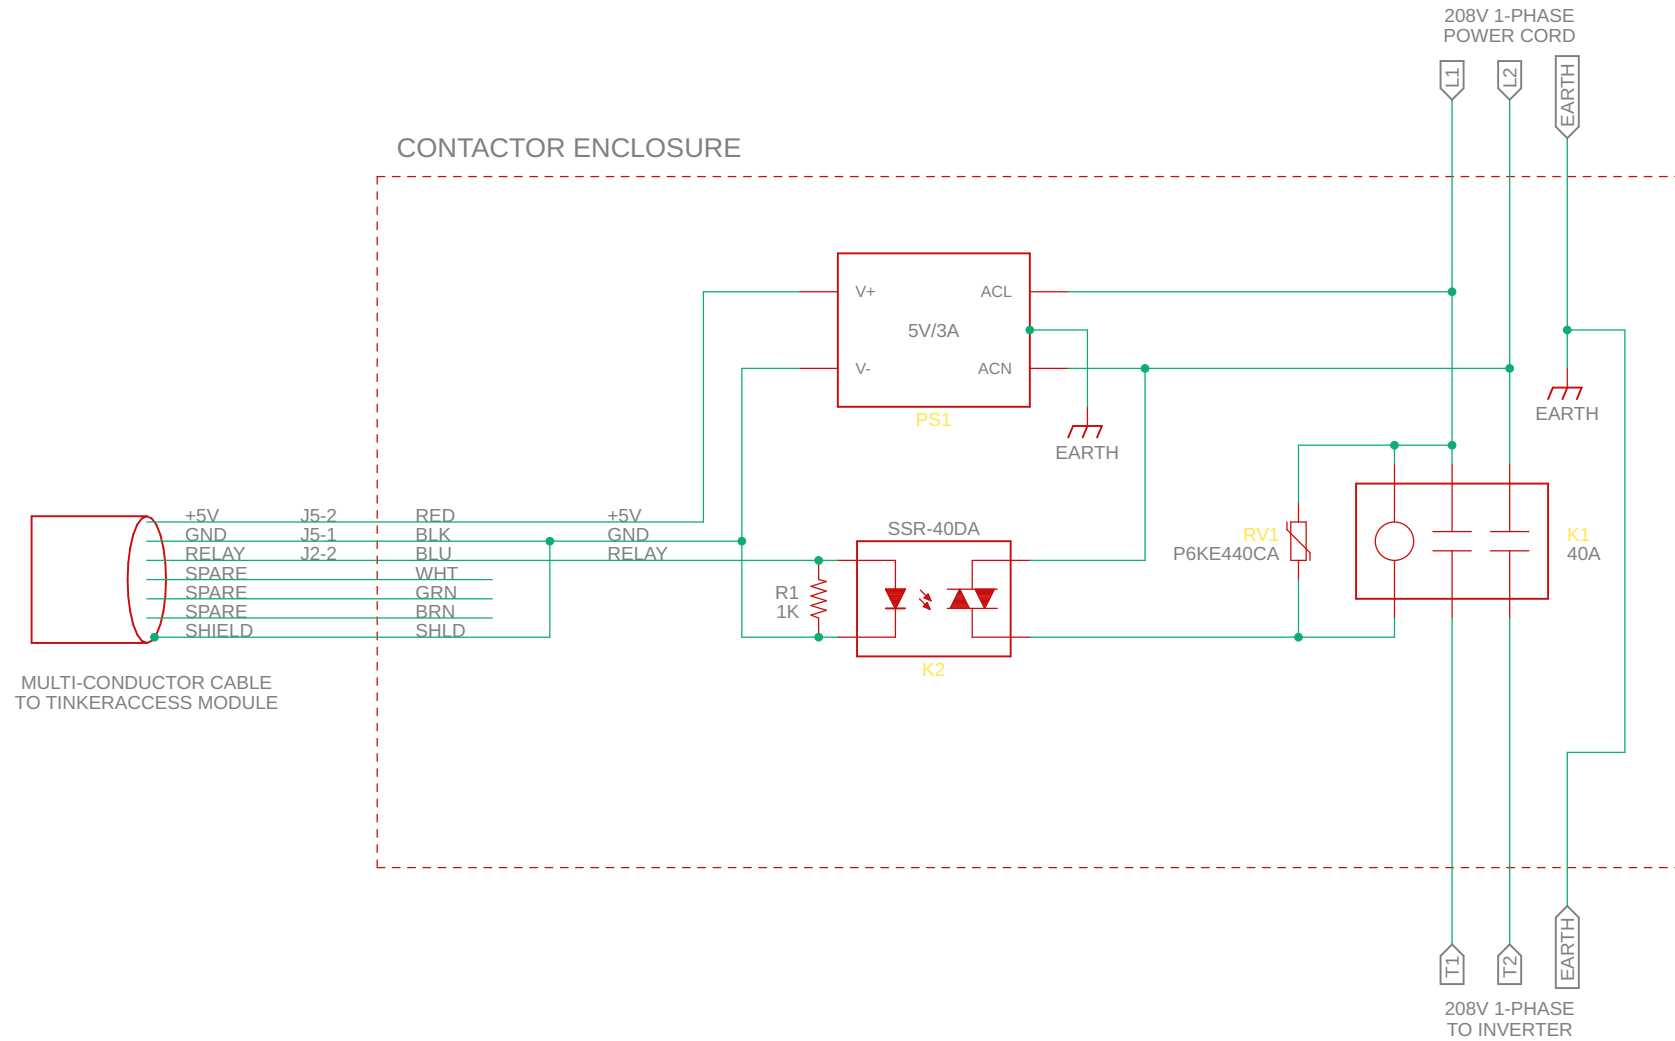 208V 1-PHASE
POWER CORD
L1
L2
EARTH
CONTACTOR ENCLOSURE
V+
ACL
5V/3A
V-
ACN
PS1
EARTH
EARTH
+5V J5-2 RED +5V
GND J5-1 BLK GND
RELAY J2-2 BLU RELAY
SPARE WHT
SPARE GRN
SPARE BRN
SHIELD SHLD
SSR-40DA
R1
1K
K2
RV1
P6KE440CA
K1
40A
MULTI-CONDUCTOR CABLE
TO TINKERACCESS MODULE
T1
T2
EARTH
208V 1-PHASE
TO INVERTER